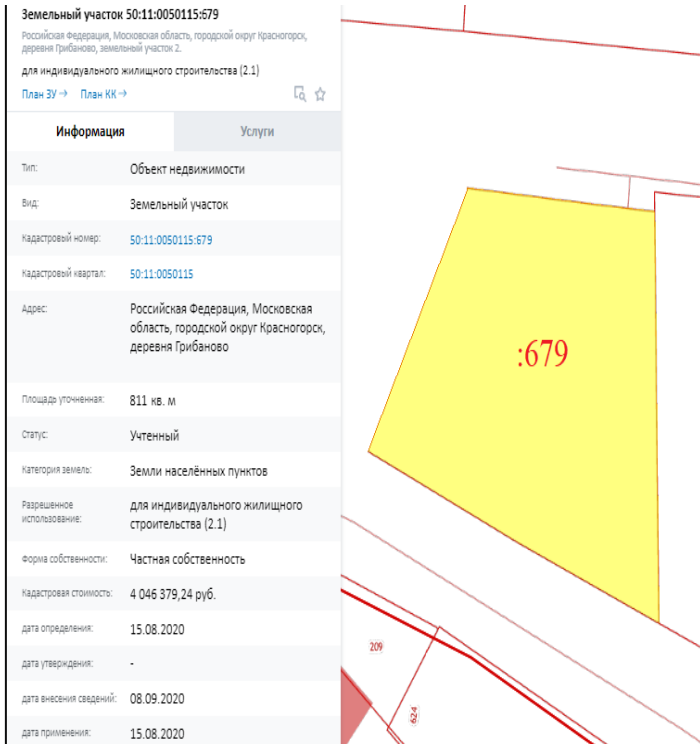 Земельный участок 50:11:0050115:679
Российская Федерация, Московская область, городской округ Красногорск,
деревня Грибаново, земельный участок 2.
для индивидуального жилищного строительства (2.1)
План ЗУ → План КК →
Информация Услуги
Тип: Объект недвижимости
Вид: Земельный участок
Кадастровый номер: 50:11:0050115:679
Кадастровый квартал: 50:11:0050115
Адрес: Российская Федерация, Московская
область, городской округ Красногорск,
деревня Грибаново
Площадь уточненная: 811 кв. м
Статус: Учтенный
Категория земель: Земли населённых пунктов
Разрешенное использование: для индивидуального жилищного
строительства (2.1)
Форма собственности: Частная собственность
Кадастровая стоимость: 4 046 379,24 руб.
дата определения: 15.08.2020
дата утверждения: -
дата внесения сведений: 08.09.2020
дата применения: 15.08.2020
:679
209
624